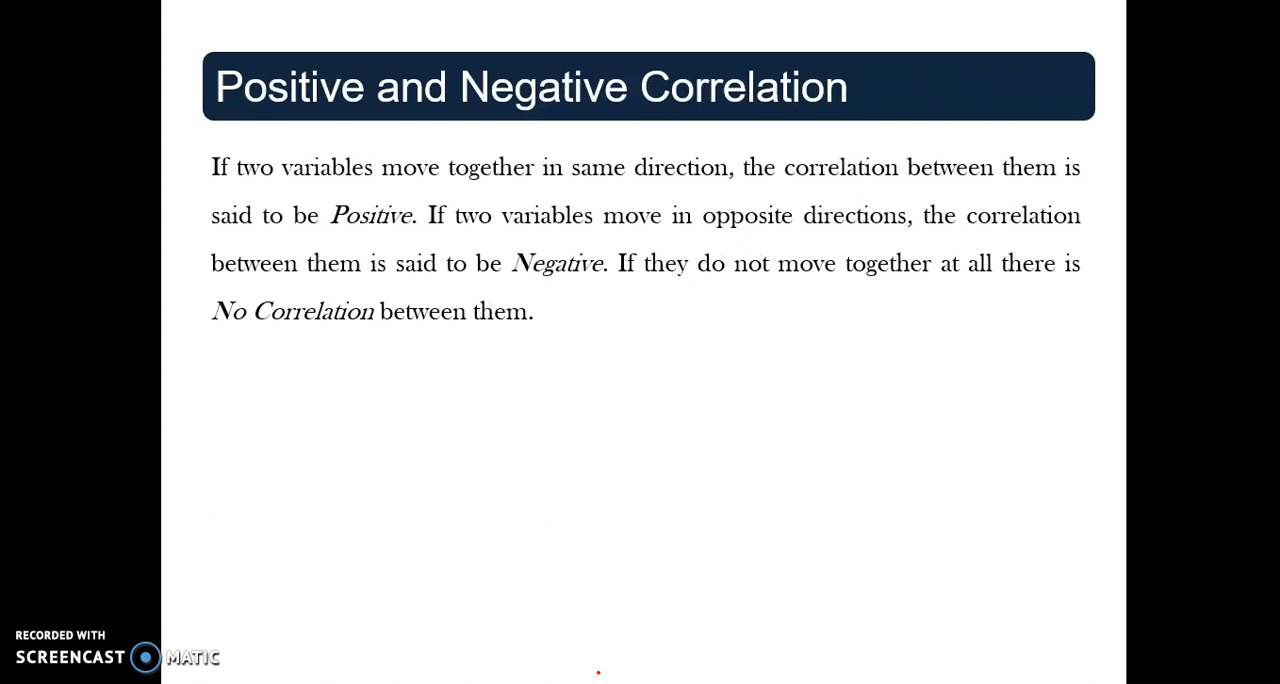 Positive and Negative Correlation
If two variables move together in same direction, the correlation between them is
said to be Positive. If two variables move in opposite directions, the correlation
between them is said to be Negative. If they do not move together at all there is
No Correlation between them.
RECORDED WITH
SCREENCAST MATIC